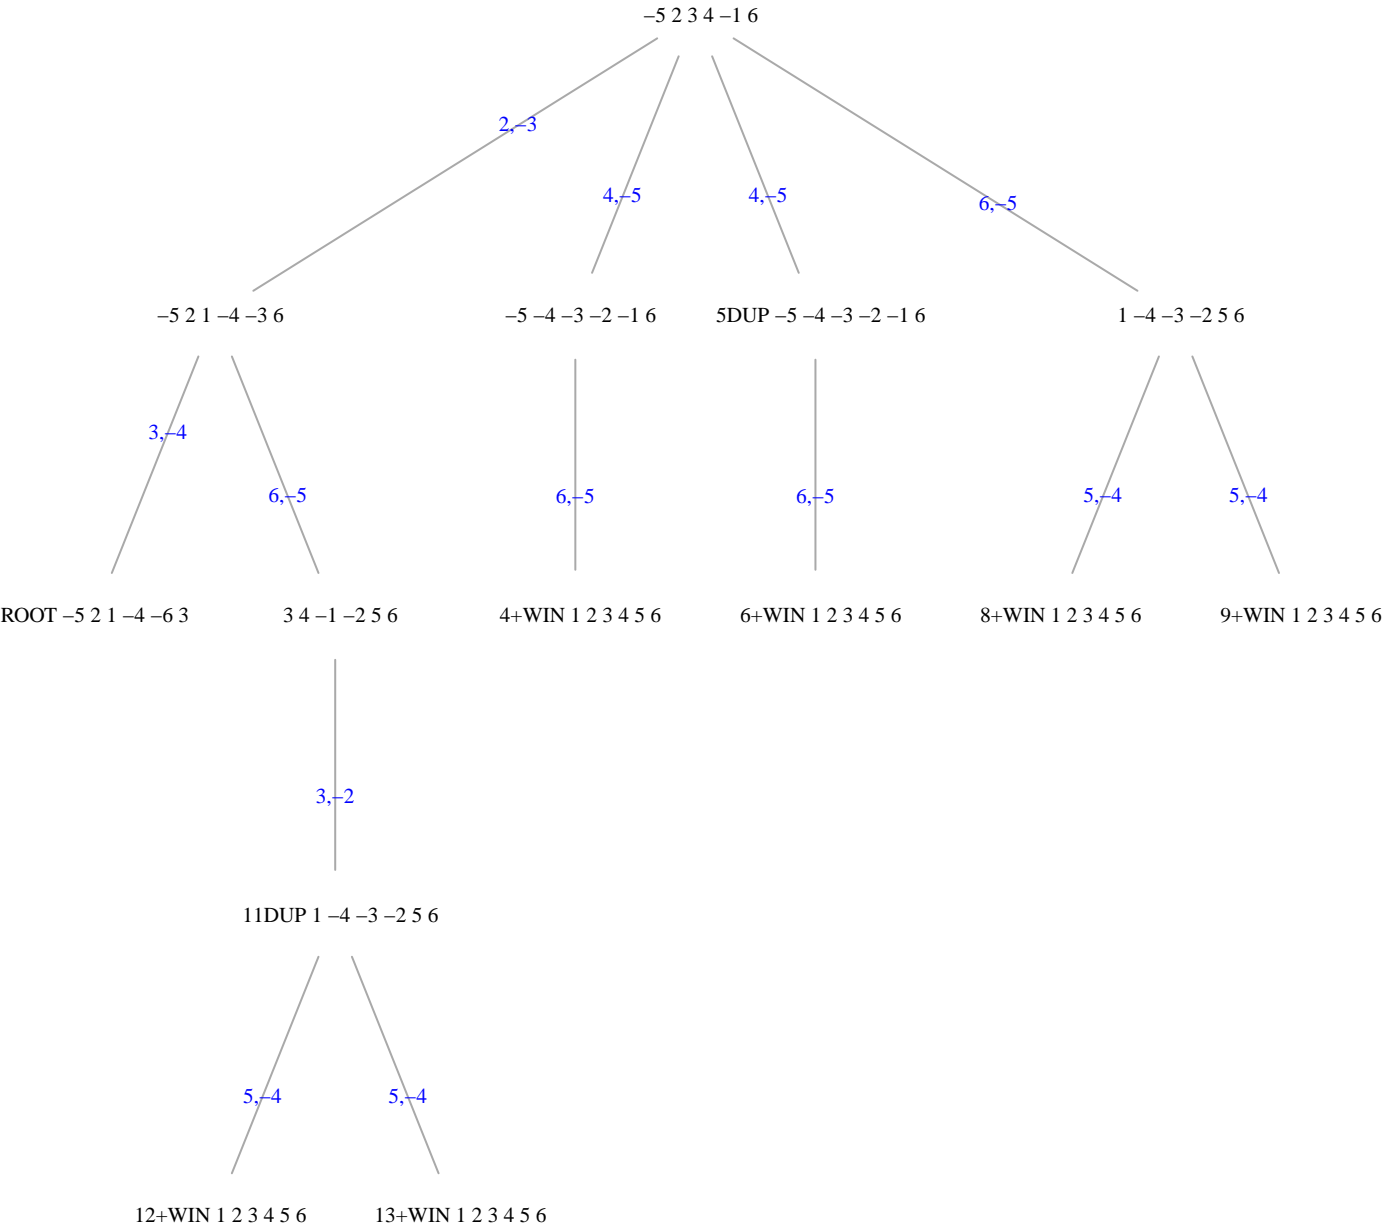 –5 2 3 4 –1 6
2,–3
4,–5
4,–5
6,–5
–5 2 1 –4 –3 6
–5 –4 –3 –2 –1 6
5DUP –5 –4 –3 –2 –1 6
1 –4 –3 –2 5 6
3,–4
6,–5
6,–5
6,–5
5,–4
5,–4
ROOT –5 2 1 –4 –6 3
3 4 –1 –2 5 6
4+WIN 1 2 3 4 5 6
6+WIN 1 2 3 4 5 6
8+WIN 1 2 3 4 5 6
9+WIN 1 2 3 4 5 6
3,–2
11DUP 1 –4 –3 –2 5 6
5,–4
5,–4
12+WIN 1 2 3 4 5 6
13+WIN 1 2 3 4 5 6